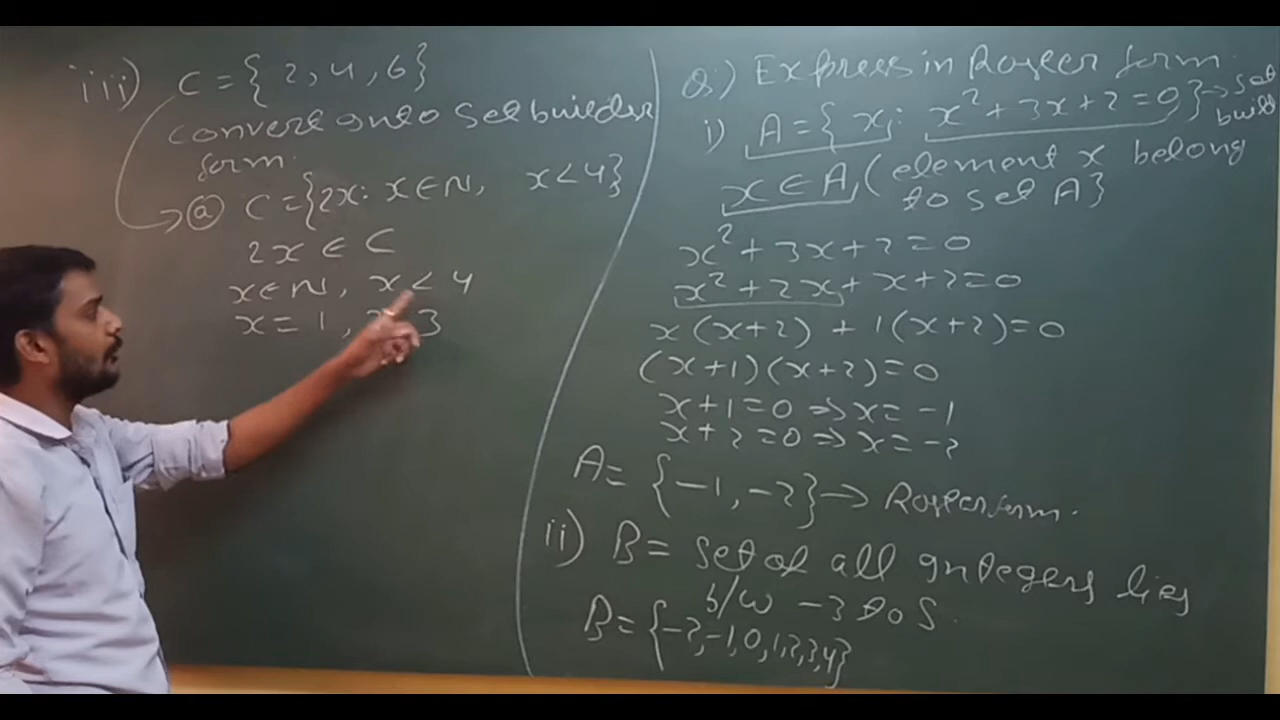 iii) C = {2, 4, 6}
convert onto set builder
form.
→ⓐ C = {2x : x ∈ N, x < 4}
2x ∈ C
x ∈ N, x < 4
x = 1, 3
Q.) Express in Roster form.
i) A = { x : x² + 3x + 2 = 0} → set
build
x ∈ A, (element x belong
to set A}
x² + 3x + 2 = 0
x² + 2x + x + 2 = 0
x(x+2) + 1(x+2) = 0
(x+1)(x+2) = 0
x+1 = 0 ⇒ x = -1
x+2 = 0 ⇒ x = -2
A = {-1, -2} → Roster form.
ii) B = set of all integers lies
b/w -3 to 5.
B = {-2, -1, 0, 1, 2, 3, 4}